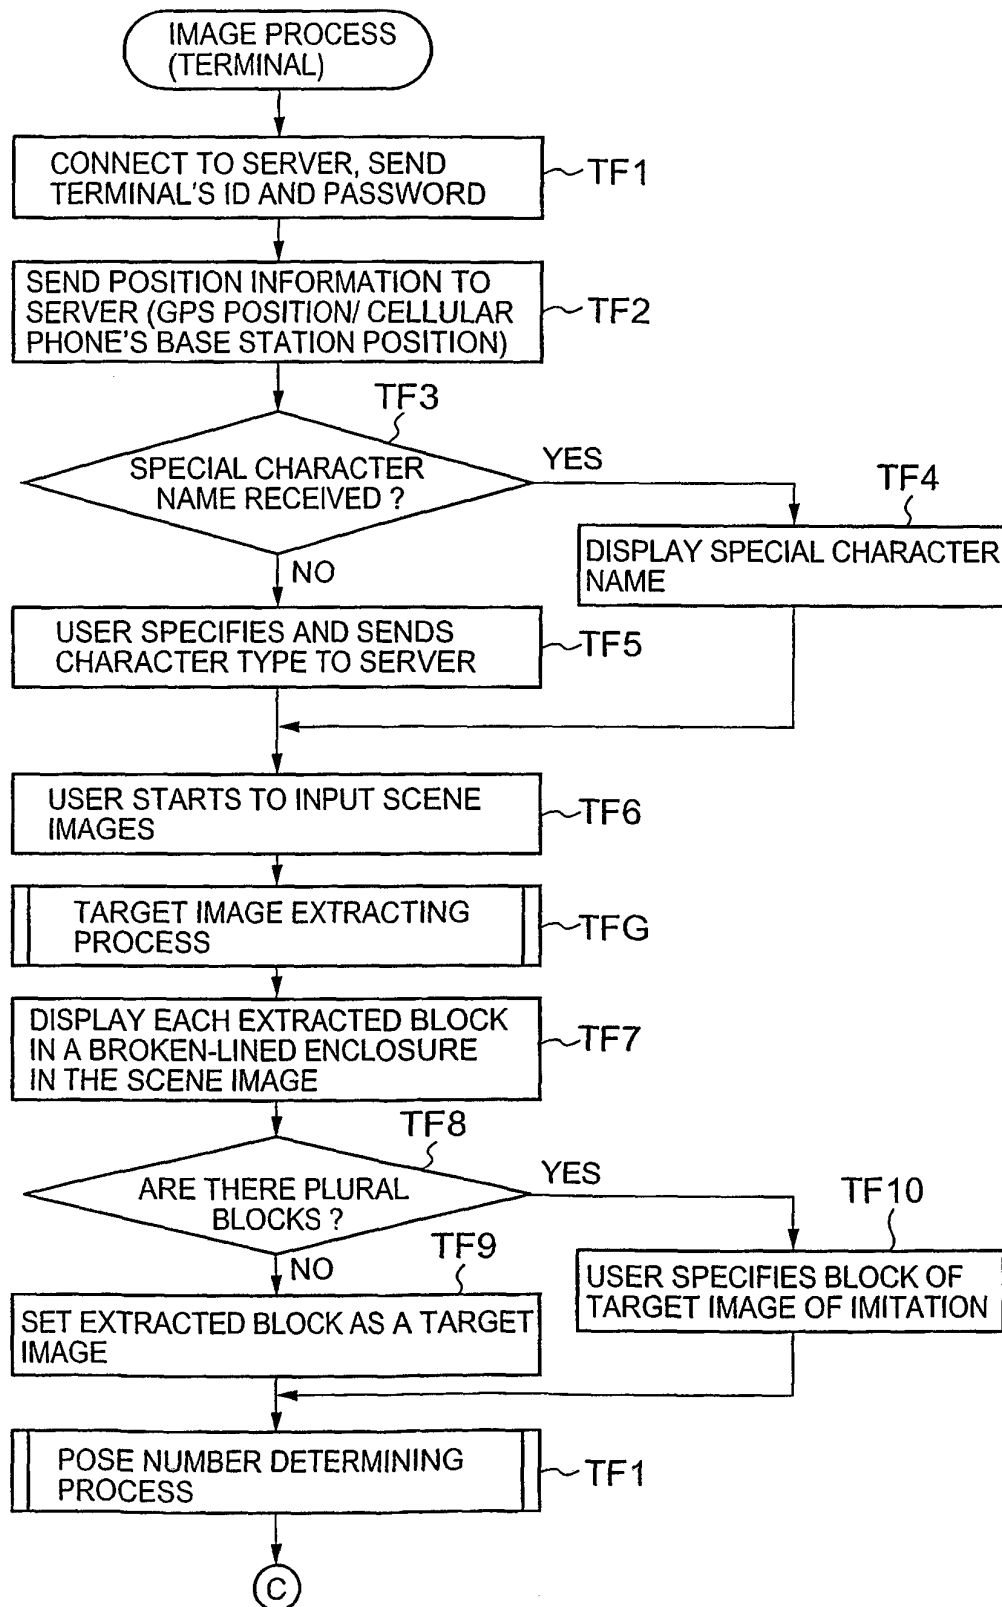 IMAGE PROCESS
(TERMINAL)
CONNECT TO SERVER, SEND
TERMINAL'S ID AND PASSWORD
TF1
SEND POSITION INFORMATION TO
SERVER (GPS POSITION/ CELLULAR
PHONE'S BASE STATION POSITION)
TF2
TF3
SPECIAL CHARACTER
NAME RECEIVED ?
YES
NO
TF4
DISPLAY SPECIAL CHARACTER
NAME
USER SPECIFIES AND SENDS
CHARACTER TYPE TO SERVER
TF5
USER STARTS TO INPUT SCENE
IMAGES
TF6
TARGET IMAGE EXTRACTING
PROCESS
TFG
DISPLAY EACH EXTRACTED BLOCK
IN A BROKEN-LINED ENCLOSURE
IN THE SCENE IMAGE
TF7
TF8
ARE THERE PLURAL
BLOCKS ?
YES
NO
TF10
USER SPECIFIES BLOCK OF
TARGET IMAGE OF IMITATION
TF9
SET EXTRACTED BLOCK AS A TARGET
IMAGE
POSE NUMBER DETERMINING
PROCESS
TF1
C